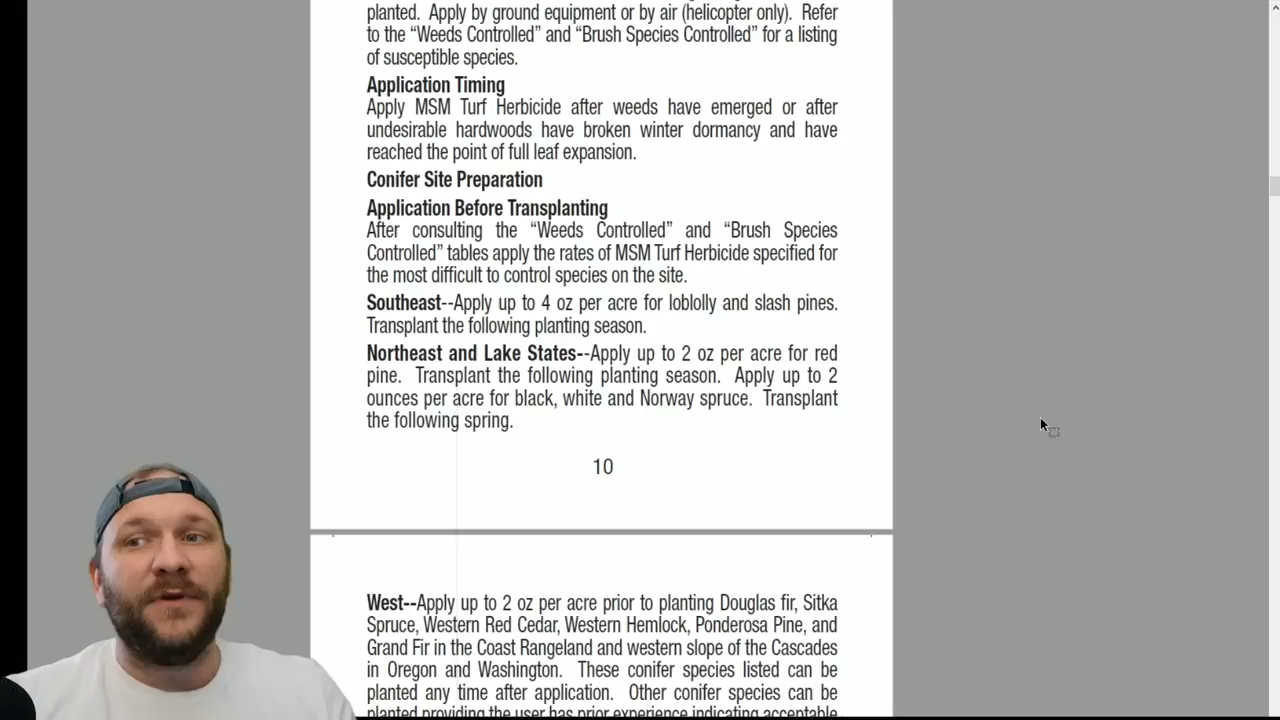 planted. Apply by ground equipment or by air (helicopter only). Refer
to the “Weeds Controlled” and “Brush Species Controlled” for a listing
of susceptible species.
Application Timing
Apply MSM Turf Herbicide after weeds have emerged or after
undesirable hardwoods have broken winter dormancy and have
reached the point of full leaf expansion.
Conifer Site Preparation
Application Before Transplanting
After consulting the “Weeds Controlled” and “Brush Species
Controlled” tables apply the rates of MSM Turf Herbicide specified for
the most difficult to control species on the site.
Southeast--Apply up to 4 oz per acre for loblolly and slash pines.
Transplant the following planting season.
Northeast and Lake States--Apply up to 2 oz per acre for red
pine. Transplant the following planting season. Apply up to 2
ounces per acre for black, white and Norway spruce. Transplant
the following spring.
10
West--Apply up to 2 oz per acre prior to planting Douglas fir, Sitka
Spruce, Western Red Cedar, Western Hemlock, Ponderosa Pine, and
Grand Fir in the Coast Rangeland and western slope of the Cascades
in Oregon and Washington. These conifer species listed can be
planted any time after application. Other conifer species can be
planted providing the user has prior experience indicating acceptable